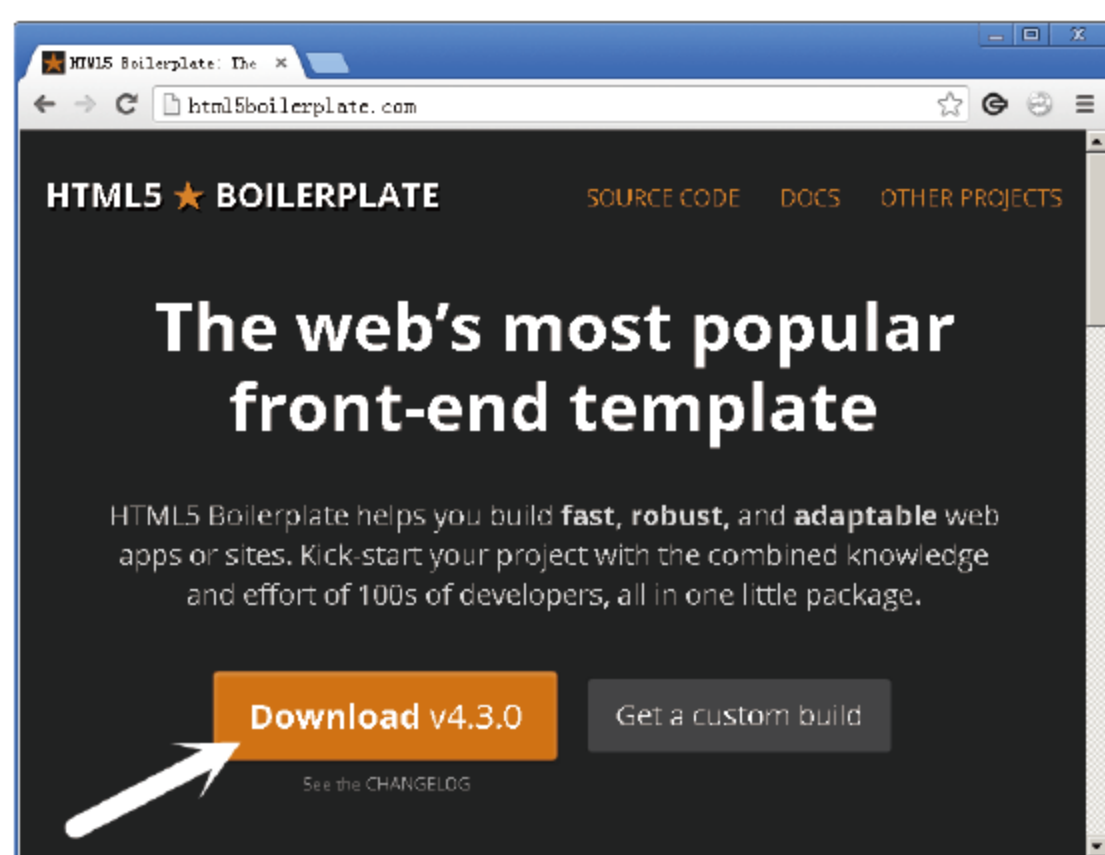 HTML5 Boilerplate: The
html5boilerplate.com
HTML5 ★ BOILERPLATE
SOURCE CODE DOCS OTHER PROJECTS
The web's most popular
front-end template
HTML5 Boilerplate helps you build fast, robust, and adaptable web
apps or sites. Kick-start your project with the combined knowledge
and effort of 100s of developers, all in one little package.
Download v4.3.0
Get a custom build
See the CHANGELOG